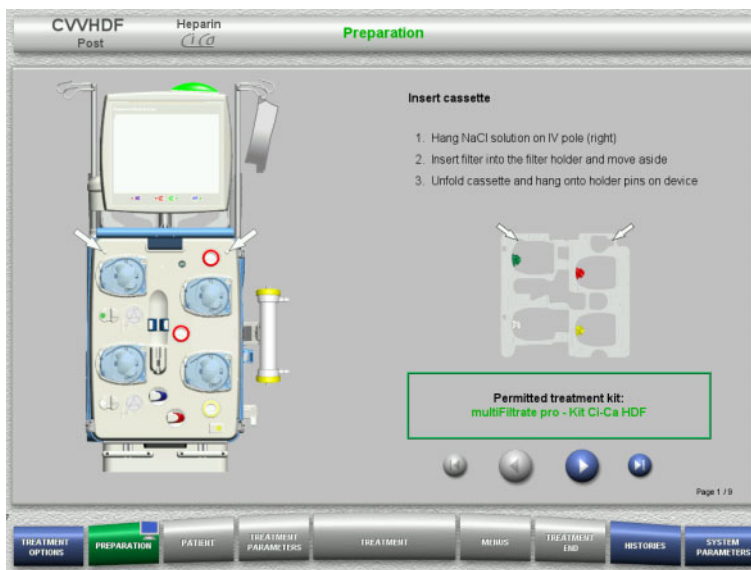 CVVHDF
Post
Heparin
Ci Ca
Preparation
Insert cassette
1. Hang NaCl solution on IV pole (right)
2. Insert filter into the filter holder and move aside
3. Unfold cassette and hang onto holder pins on device
Permitted treatment kit:
multiFiltrate pro - Kit Ci-Ca HDF
Page 1 / 9
TREATMENT
OPTIONS
PREPARATION
PATIENT
TREATMENT
PARAMETERS
TREATMENT
MENUS
TREATMENT
END
HISTORIES
SYSTEM
PARAMETERS